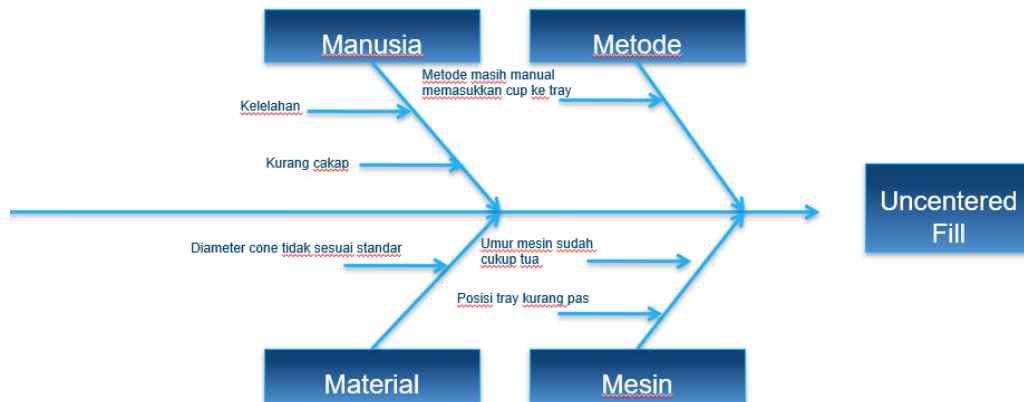 Manusia
Metode
Metode masih manual
memasukkan cup ke tray
Kelelahan
Kurang cakap
Uncentered
Fill
Diameter cone tidak sesuai standar
Umur mesin sudah
cukup tua
Posisi tray kurang pas
Material
Mesin